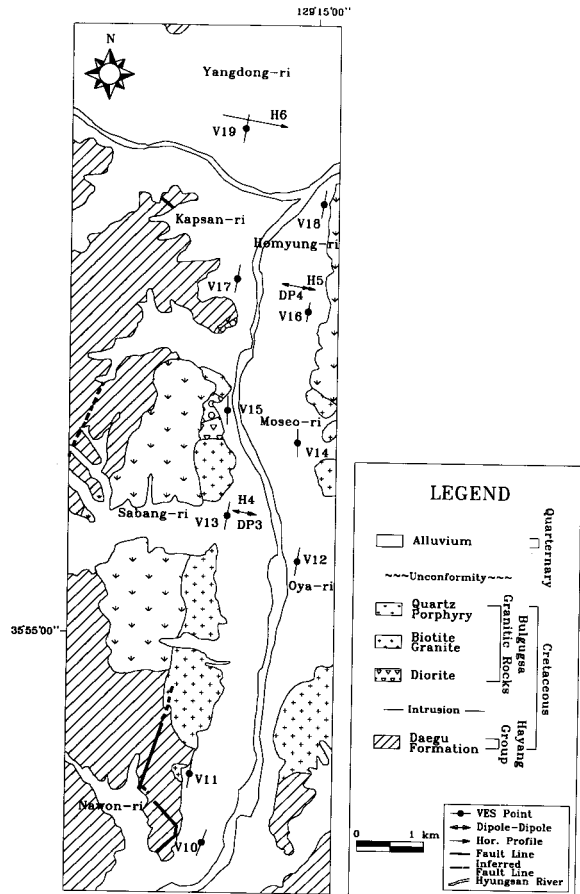 129°15'00"
N
Yangdong-ri
H6
V19
Kapsan-ri
V18
Homyung-ri
V17
H5
DP4
V16
V15
Moseo-ri
V14
Sabang-ri
H4
V13
DP3
V12
Oya-ri
35°55'00"
V11
Nawon-ri
V10
LEGEND
Alluvium
Quarternary
Unconformity
Quartz
Porphyry
Biotite
Granite
Diorite
Bulgugsa
Granitic Rocks
Cretaceous
Intrusion
Daegu
Formation
Hayang
Group
VES Point
Dipole-Dipole
Hor. Profile
Fault Line
Inferred
Fault Line
Hyungsan River
0 1 km